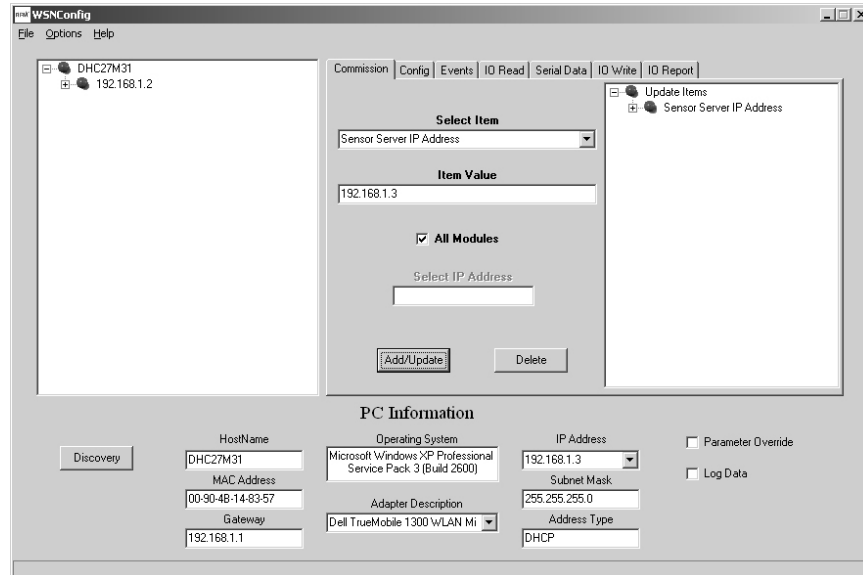 WSNConfig
File Options Help
DHC27M31
192.168.1.2
Commission Config Events IO Read Serial Data IO Write IO Report
Select Item
Sensor Server IP Address
Item Value
192.168.1.3
All Modules
Select IP Address
Add/Update Delete
Update Items
Sensor Server IP Address
PC Information
Discovery
HostName
DHC27M31
MAC Address
00-90-4B-14-83-57
Gateway
192.168.1.1
Operating System
Microsoft Windows XP Professional
Service Pack 3 (Build 2600)
Adapter Description
Dell TrueMobile 1300 WLAN Mi
IP Address
192.168.1.3
Subnet Mask
255.255.255.0
Address Type
DHCP
Parameter Override
Log Data